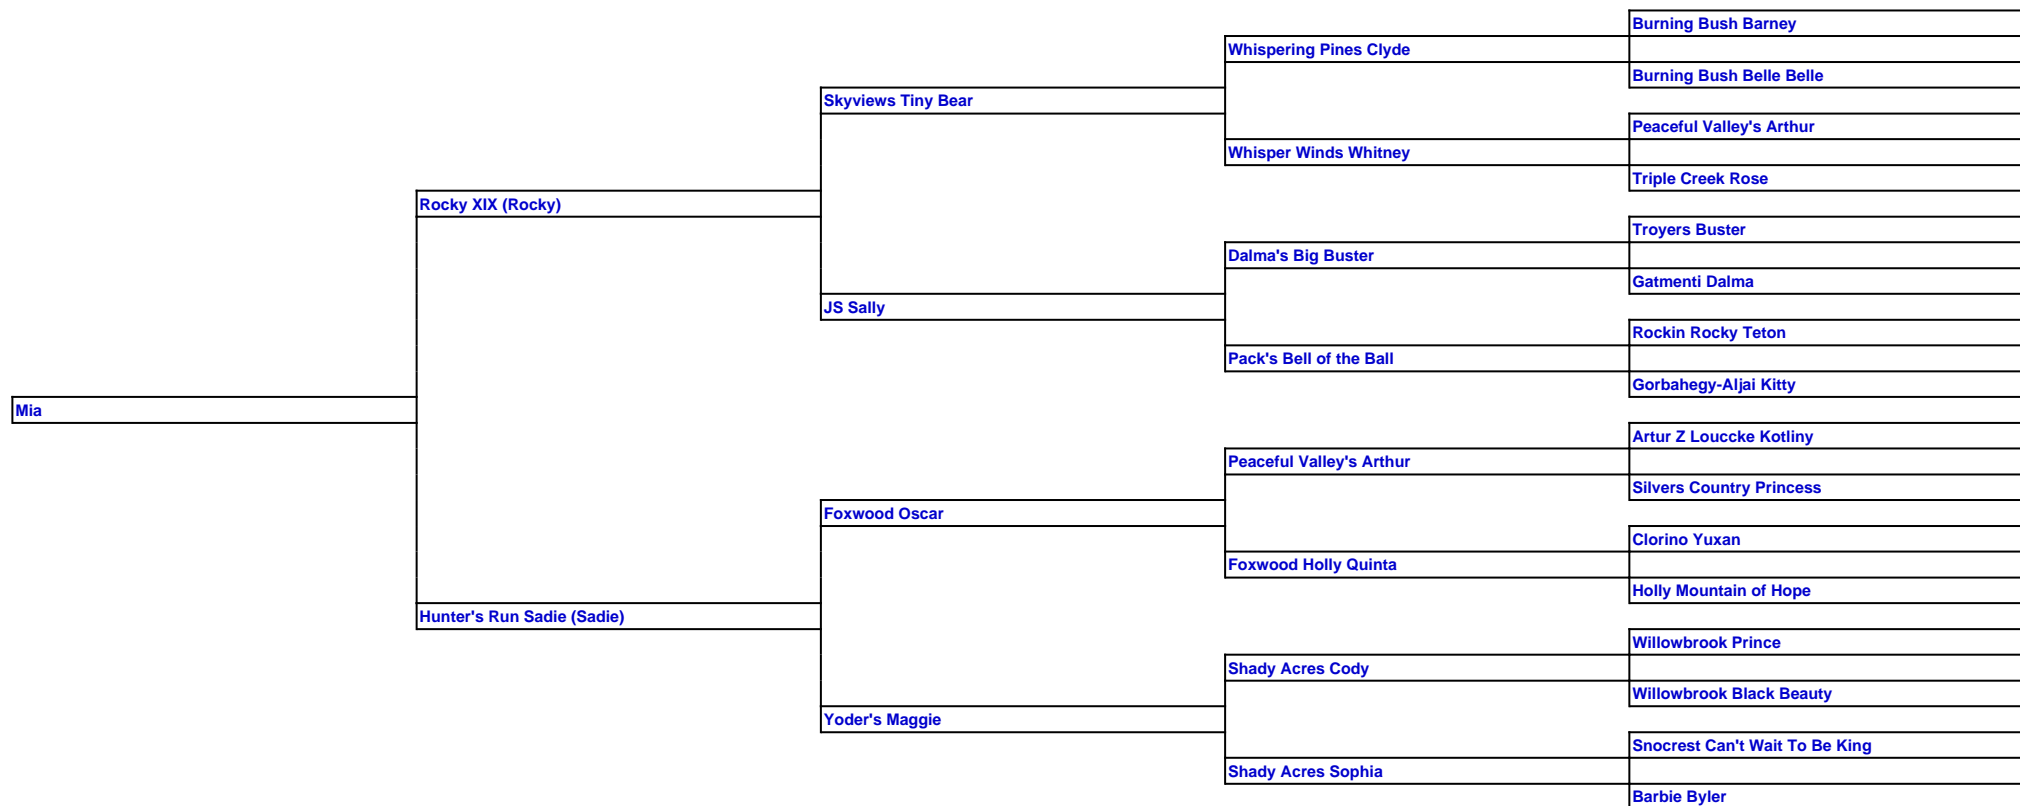 Burning Bush Barney
Whispering Pines Clyde
Burning Bush Belle Belle
Skyviews Tiny Bear
Peaceful Valley's Arthur
Whisper Winds Whitney
Triple Creek Rose
Rocky XIX (Rocky)
Troyers Buster
Dalma's Big Buster
Gatmenti Dalma
JS Sally
Rockin Rocky Teton
Pack's Bell of the Ball
Gorbahegy-Aljai Kitty
Mia
Artur Z Louccke Kotliny
Peaceful Valley's Arthur
Silvers Country Princess
Foxwood Oscar
Clorino Yuxan
Foxwood Holly Quinta
Holly Mountain of Hope
Hunter's Run Sadie (Sadie)
Willowbrook Prince
Shady Acres Cody
Willowbrook Black Beauty
Yoder's Maggie
Snocrest Can't Wait To Be King
Shady Acres Sophia
Barbie Byler